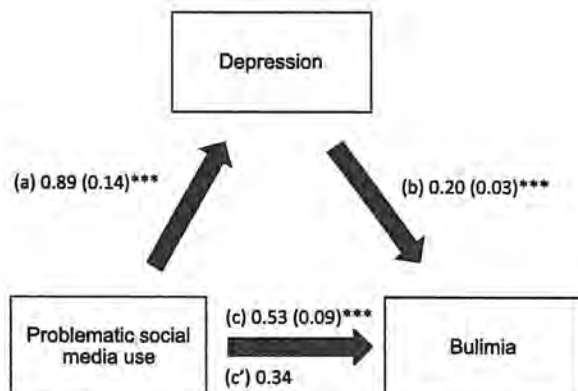 Depression
(a) 0.89 (0.14)***
(b) 0.20 (0.03)***
(c) 0.53 (0.09)***
Problematic social
media use
Bulimia
(c') 0.34